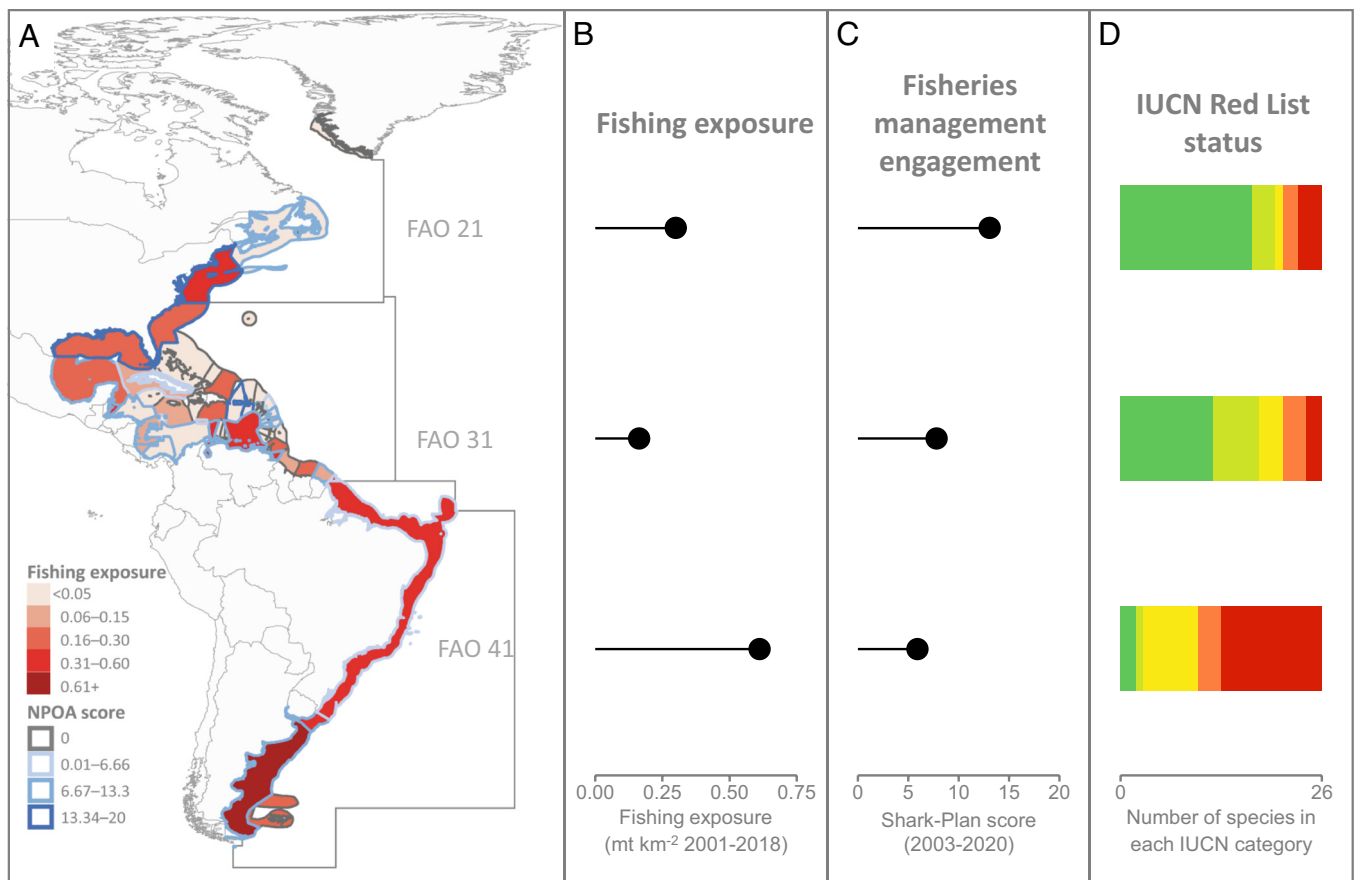 A
FAO 21
FAO 31
FAO 41
Fishing exposure
<0.05
0.06–0.15
0.16–0.30
0.31–0.60
0.61+
NPOA score
0
0.01–6.66
6.67–13.3
13.34–20
B
Fishing exposure
0.00 0.25 0.50 0.75
Fishing exposure
(mt km-2 2001-2018)
C
Fisheries
management
engagement
0 5 10 15 20
Shark-Plan score
(2003-2020)
D
IUCN Red List
status
0 26
Number of species in
each IUCN category